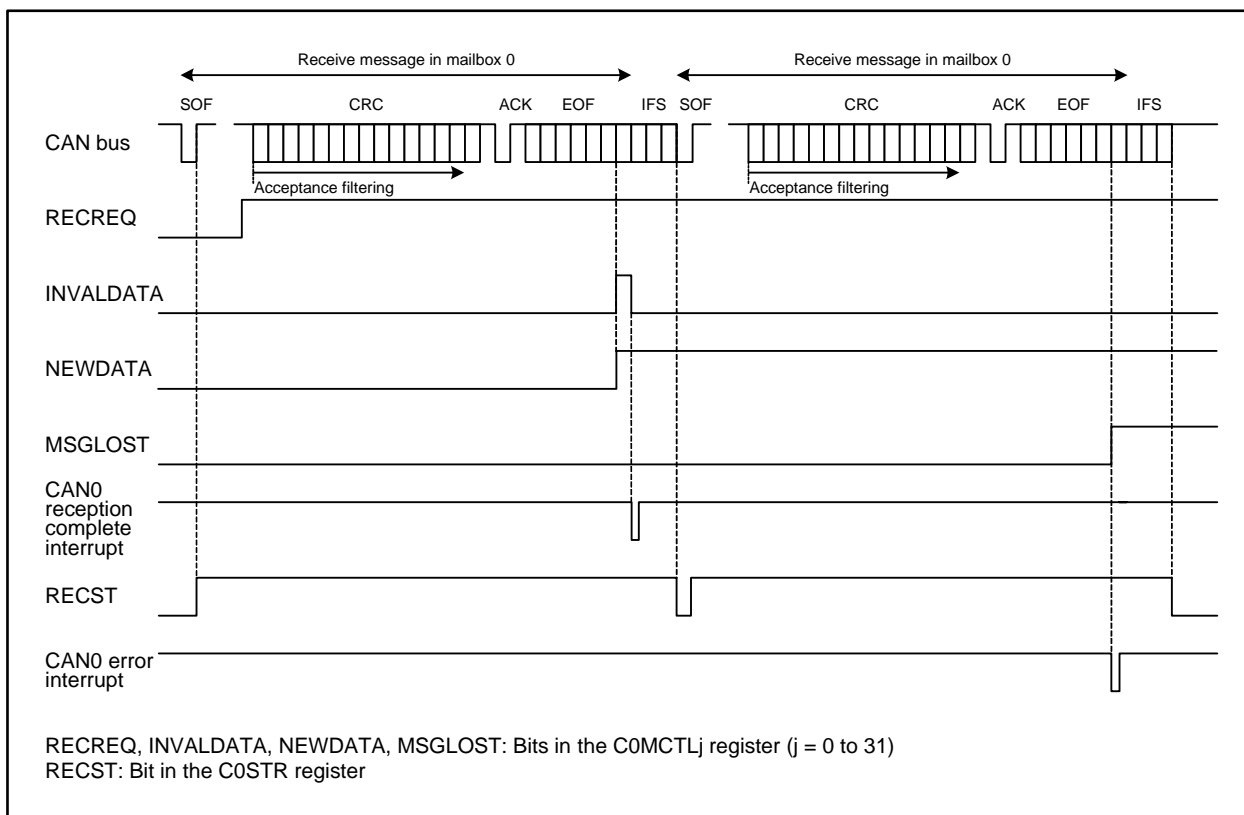 Receive message in mailbox 0 Receive message in mailbox 0
SOF CRC ACK EOF IFS SOF CRC ACK EOF IFS
CAN bus
Acceptance filtering Acceptance filtering
RECREQ
INVALDATA
NEWDATA
MSGLOST
CAN0
reception
complete
interrupt
RECST
CAN0 error
interrupt
RECREQ, INVALDATA, NEWDATA, MSGLOST: Bits in the C0MCTLj register (j = 0 to 31)
RECST: Bit in the C0STR register